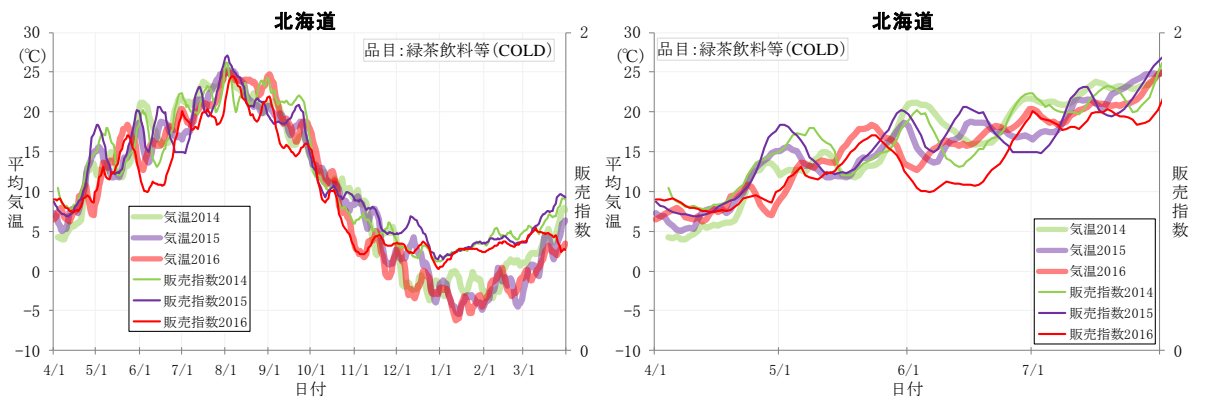 北海道
30
(℃)
25
20
15
10
5
0
−5
−10
平均気温
2
0
販売指数
品目:緑茶飲料等(COLD)
気温2014
気温2015
気温2016
販売指数2014
販売指数2015
販売指数2016
4/1 5/1 6/1 7/1 8/1 9/1 10/1 11/1 12/1 1/1 2/1 3/1
日付
北海道
30
(℃)
25
20
15
10
5
0
−5
−10
平均気温
2
0
販売指数
品目:緑茶飲料等(COLD)
気温2014
気温2015
気温2016
販売指数2014
販売指数2015
販売指数2016
4/1 5/1 6/1 7/1
日付